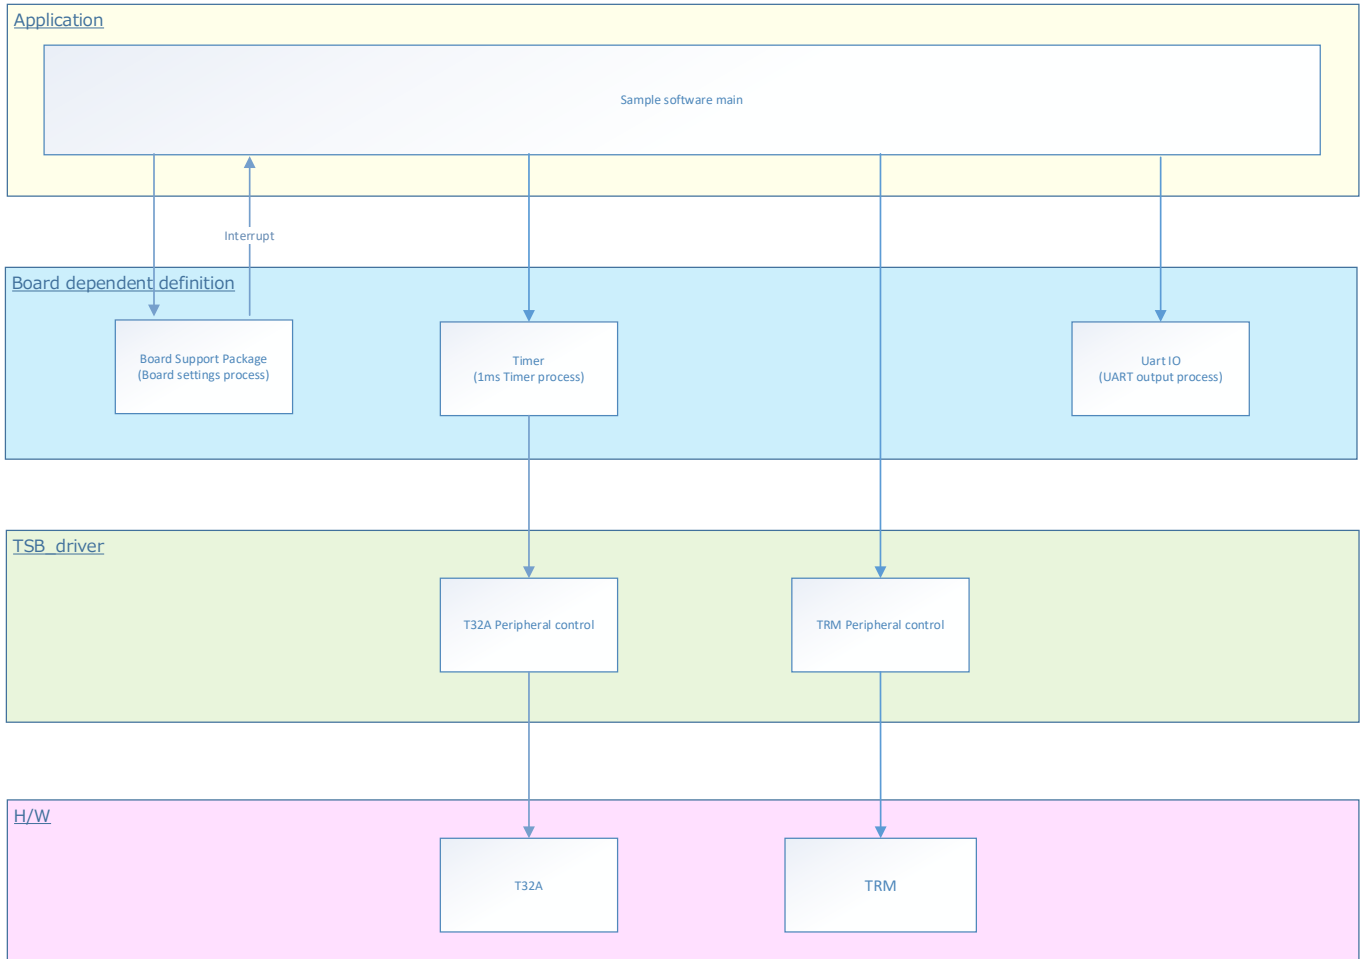 Application
Sample software main
Interrupt
Board dependent definition
Board Support Package
(Board settings process)
Timer
(1ms Timer process)
Uart IO
(UART output process)
TSB_driver
T32A Peripheral control
TRM Peripheral control
H/W
T32A
TRM